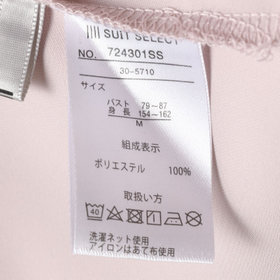 SUIT SELECT
NO. 724301SS
30-5710
サイズ
バスト 79~87
身長 154~162
M
組成表示
ポリエステル 100%
取扱い方
40
洗濯ネット使用
アイロンはあて布使用